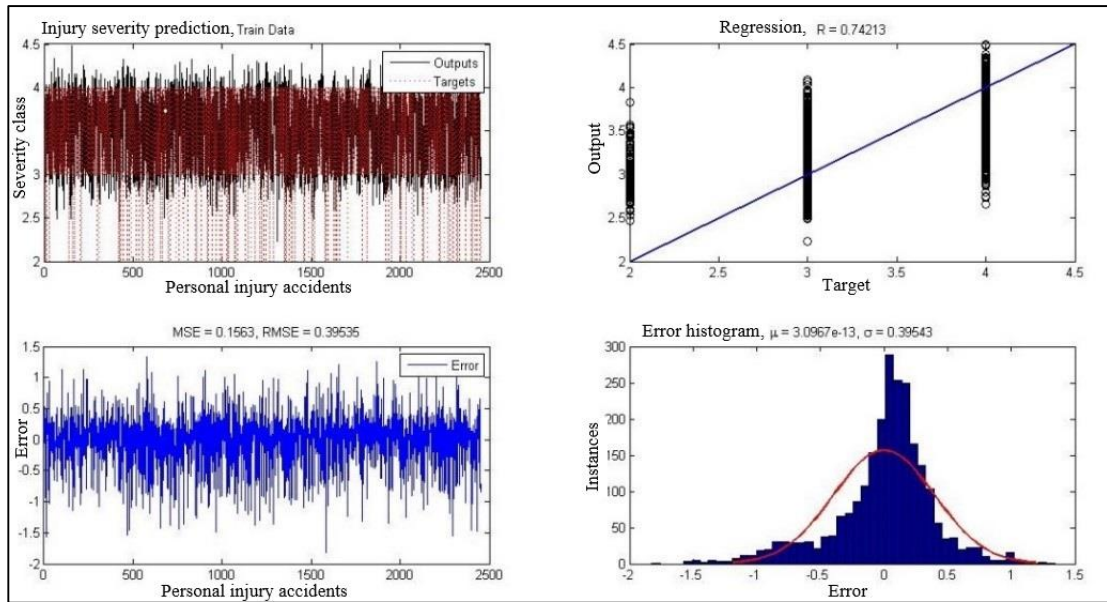 Injury severity prediction, Train Data
4.5
4
3.5
3
2.5
2
Severity class
Outputs
Targets
0 500 1000 1500 2000 2500
Personal injury accidents
Regression, R = 0.74213
4.5
4
3.5
3
2.5
2
Output
2 2.5 3 3.5 4 4.5
Target
MSE = 0.1563, RMSE = 0.39535
1.5
1
0.5
0
-0.5
-1
-1.5
-2
Error
Error
0 500 1000 1500 2000 2500
Personal injury accidents
Error histogram, μ = 3.0967e-13, σ = 0.39543
300
250
200
150
100
50
0
Instances
-2 -1.5 -1 -0.5 0 0.5 1 1.5
Error